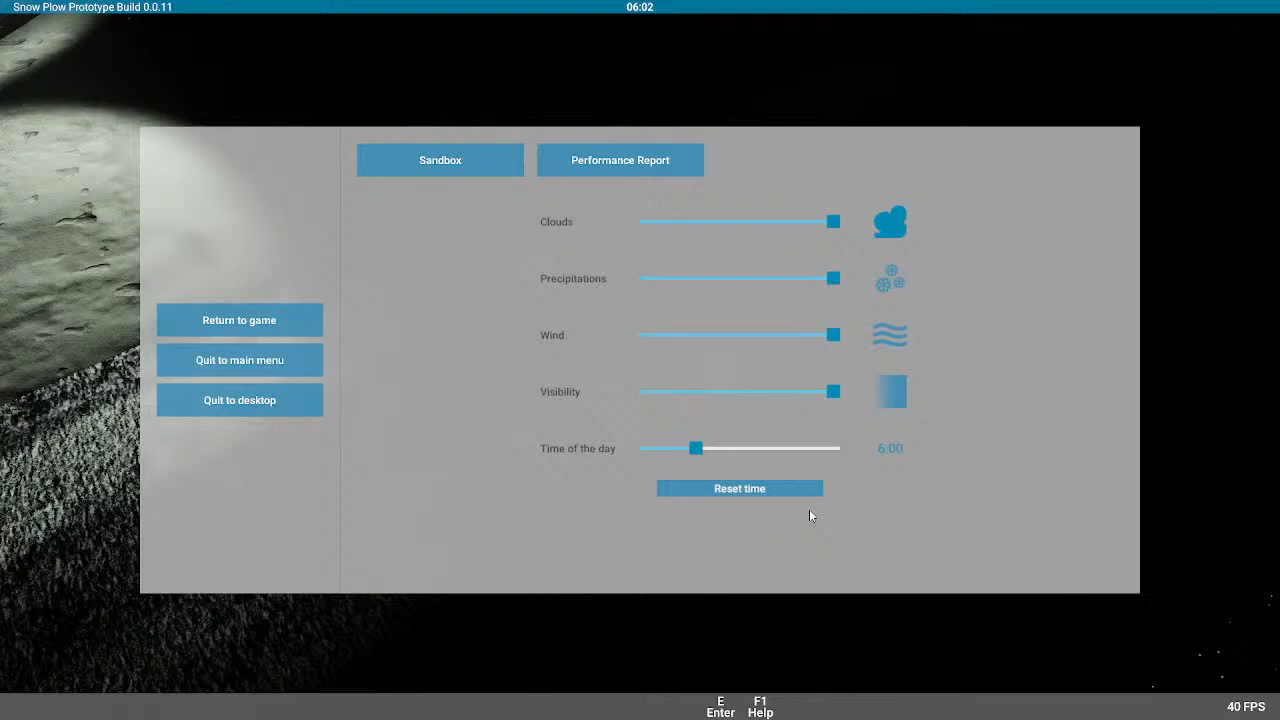 Snow Plow Prototype Build 0.0.11
06:02
Sandbox
Performance Report
Clouds
Precipitations
Wind
Visibility
Time of the day
6:00
Reset time
Return to game
Quit to main menu
Quit to desktop
E
Enter
F1
Help
40 FPS